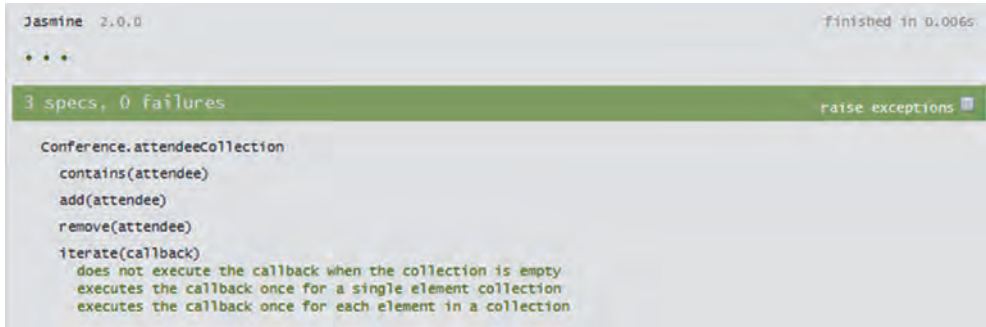 Jasmine 2.0.0 finished in 0.006s
3 specs, 0 failures raise exceptions
Conference.attendeeCollection
contains(attendee)
add(attendee)
remove(attendee)
iterate(callback)
does not execute the callback when the collection is empty
executes the callback once for a single element collection
executes the callback once for each element in a collection